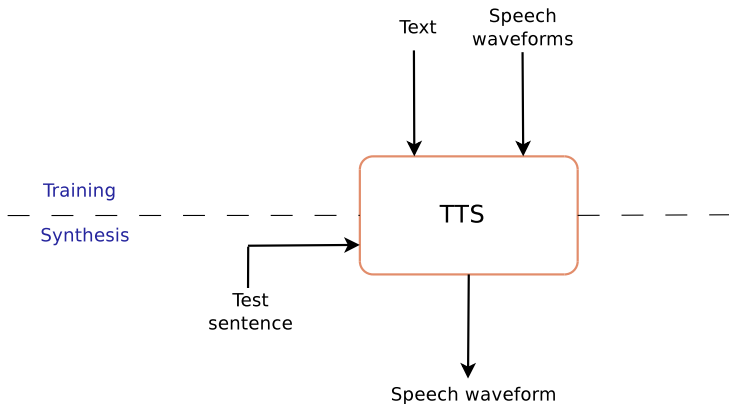 Text
Speech
waveforms
Training
TTS
Synthesis
Test
sentence
Speech waveform